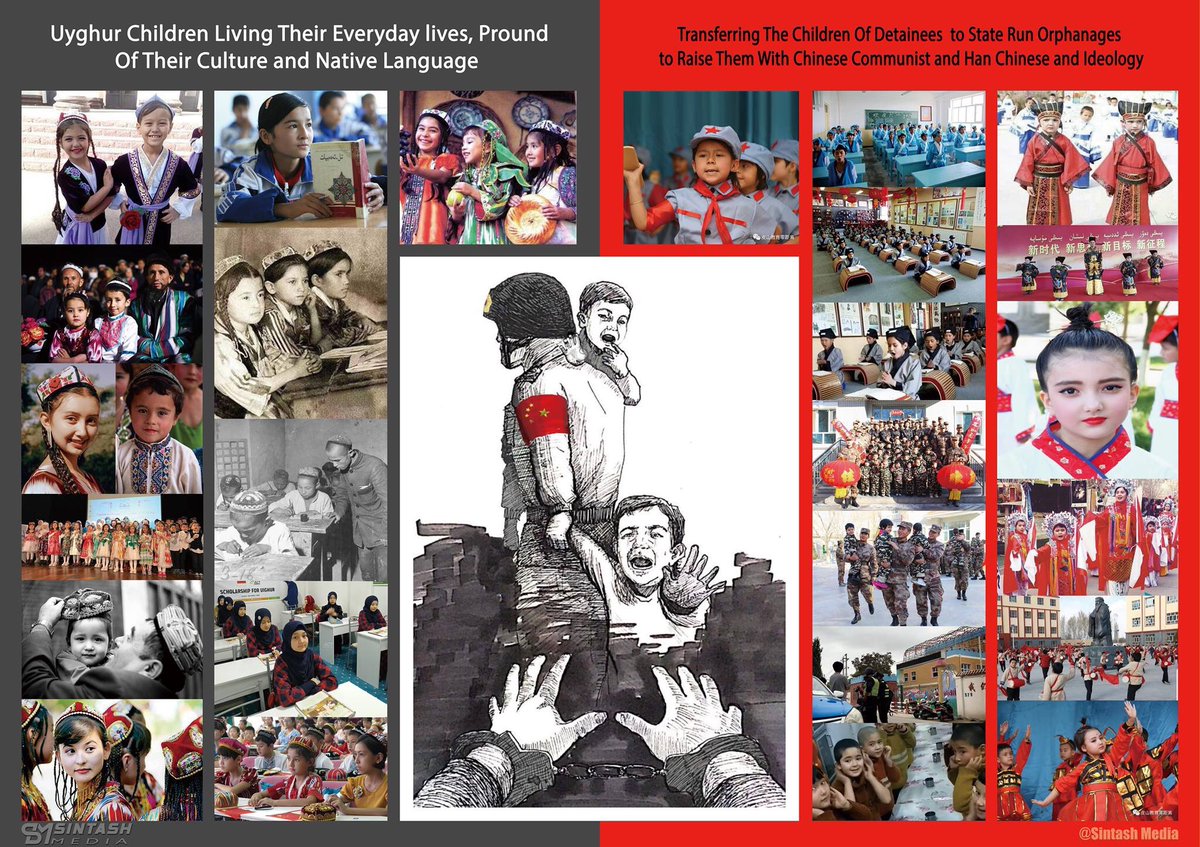 Uyghur Children Living Their Everyday lives, Pround
Of Their Culture and Native Language
Transferring The Children Of Detainees  to State Run Orphanages
to Raise Them With Chinese Communist and Han Chinese and Ideology
SCHOLARSHIP FOR UIGHUR
新时代 新思 新目标 新征程
SM SINTASH
MEDIA
@Sintash Media